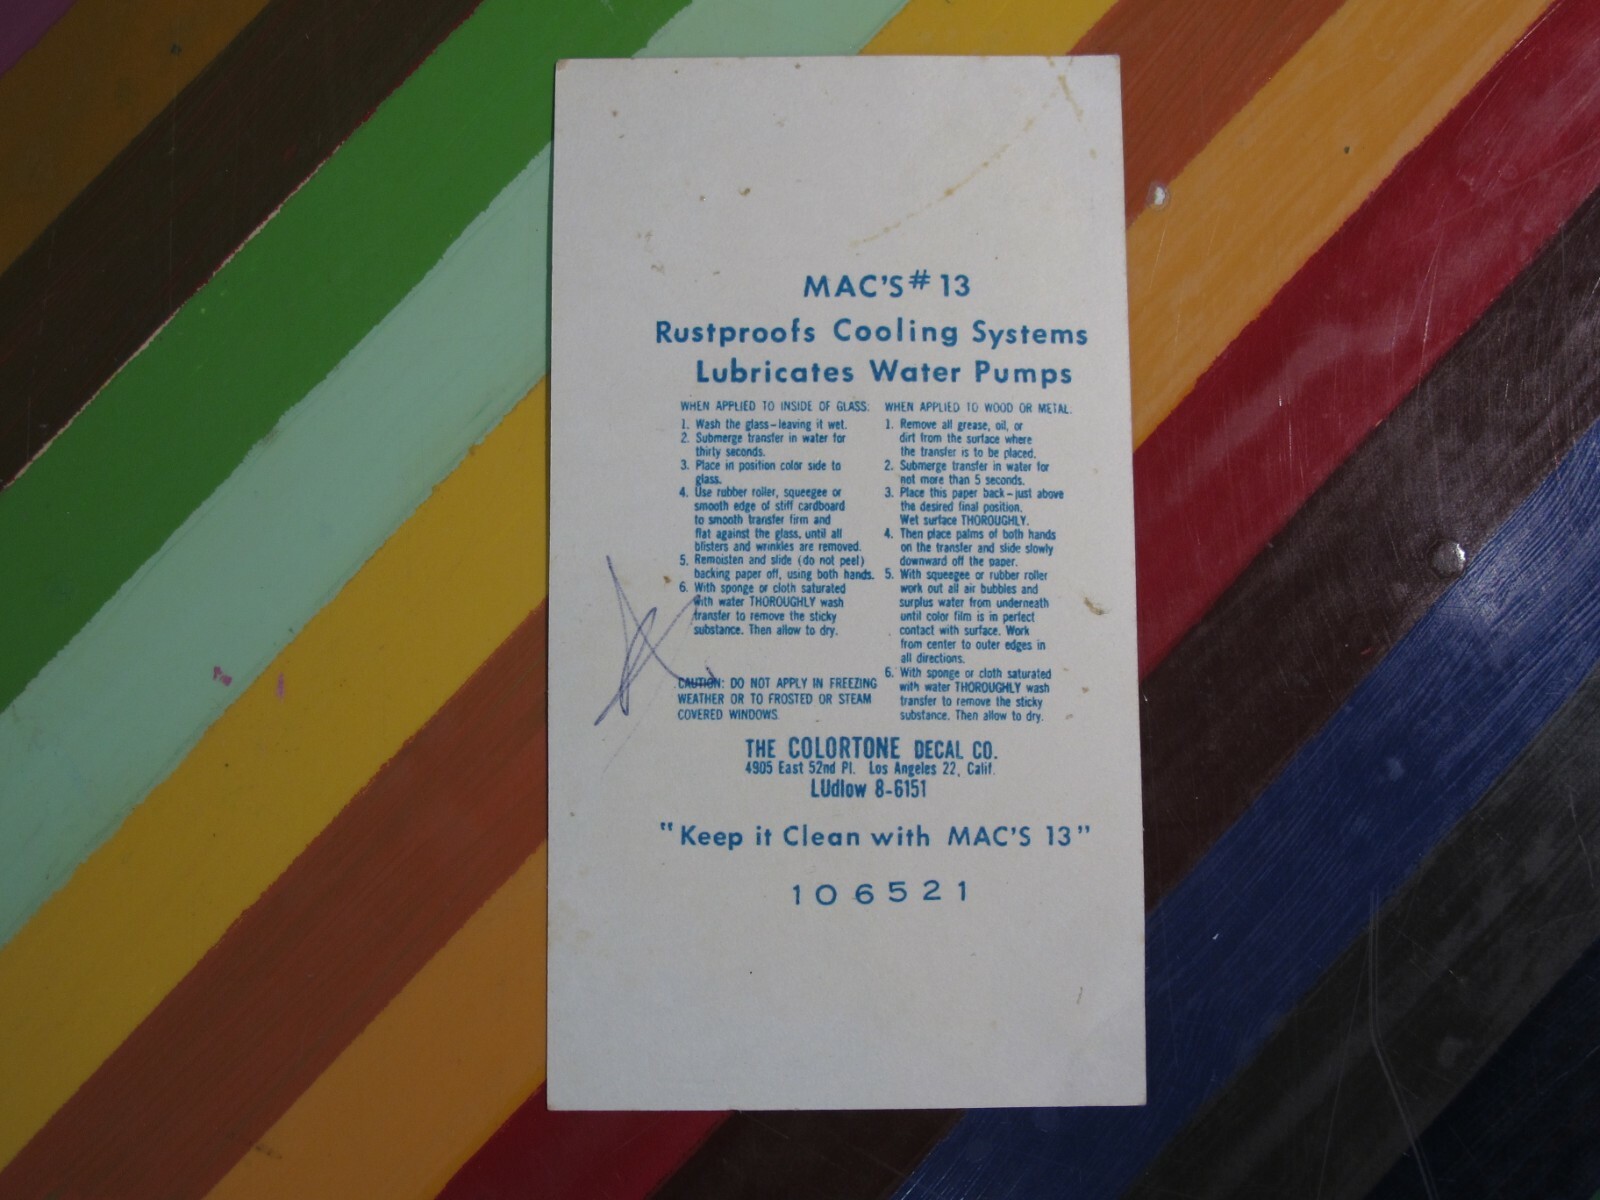 MAC'S # 13
Rustproofs Cooling Systems
Lubricates Water Pumps
WHEN APPLIED TO INSIDE OF GLASS:
1. Wash the glass—leaving it wet.
2. Submerge transfer in water for
thirty seconds.
3. Place in position color side to
glass.
4. Use rubber roller, squeegee or
smooth edge of stiff cardboard
to smooth transfer firm and
flat against the glass, until all
blisters and wrinkles are removed.
5. Remoisten and slide (do not peel)
backing paper off, using both hands.
6. With sponge or cloth saturated
with water THOROUGHLY wash
transfer to remove the sticky
substance. Then allow to dry.
CAUTION: DO NOT APPLY IN FREEZING
WEATHER OR TO FROSTED OR STEAM
COVERED WINDOWS.
WHEN APPLIED TO WOOD OR METAL.
1. Remove all grease, oil, or
dirt from the surface where
the transfer is to be placed.
2. Submerge transfer in water for
not more than 5 seconds.
3. Place this paper back—just above
the desired final position.
Wet surface THOROUGHLY.
4. Then place palms of both hands
on the transfer and slide slowly
downward off the paper.
5. With squeegee or rubber roller
work out all air bubbles and
surplus water from underneath
until color film is in perfect
contact with surface. Work
from center to outer edges in
all directions.
6. With sponge or cloth saturated
with water THOROUGHLY wash
transfer to remove the sticky
substance. Then allow to dry.
THE COLORTONE DECAL CO.
4905 East 52nd Pl. Los Angeles 22, Calif.
LUdlow 8-6151
"Keep it Clean with MAC'S 13"
106521